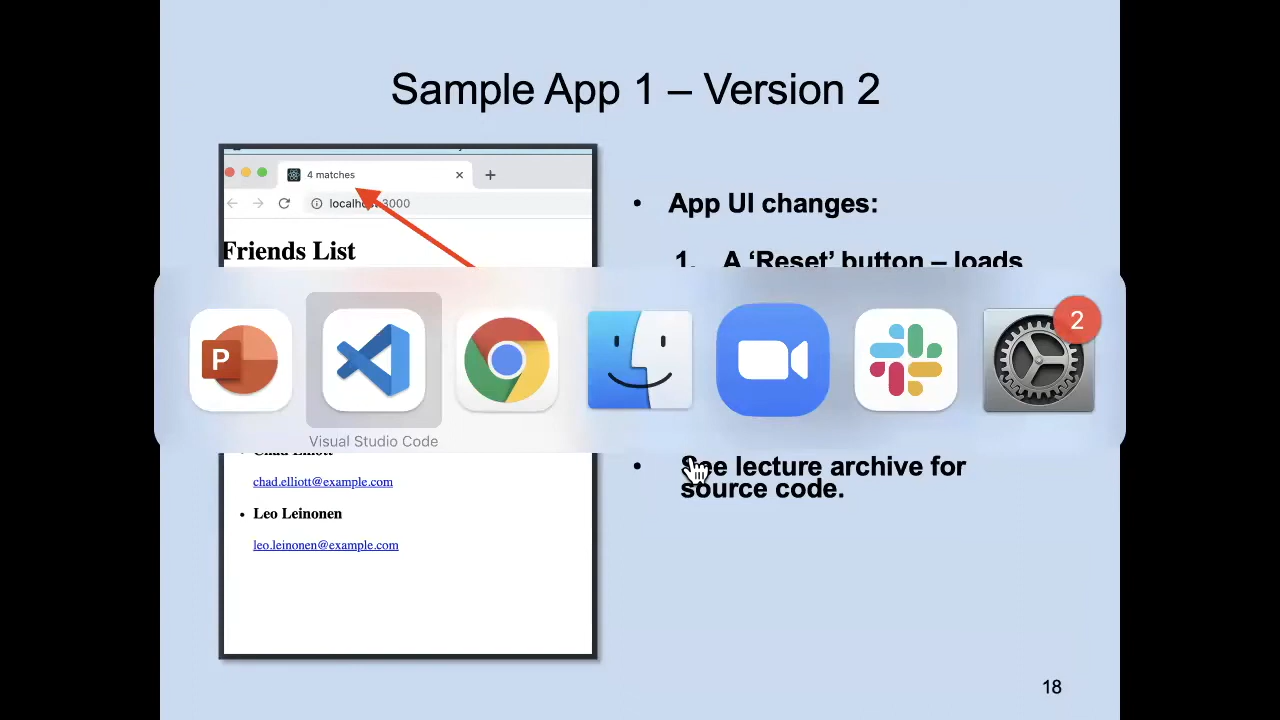 Sample App 1 – Version 2
4 matches
localhost:3000
Friends List
• App UI changes:
1. A ‘Reset’ button – loads
P
2
Visual Studio Code
chad.elliott@example.com
• Leo Leinonen
leo.leinonen@example.com
• See lecture archive for
source code.
18